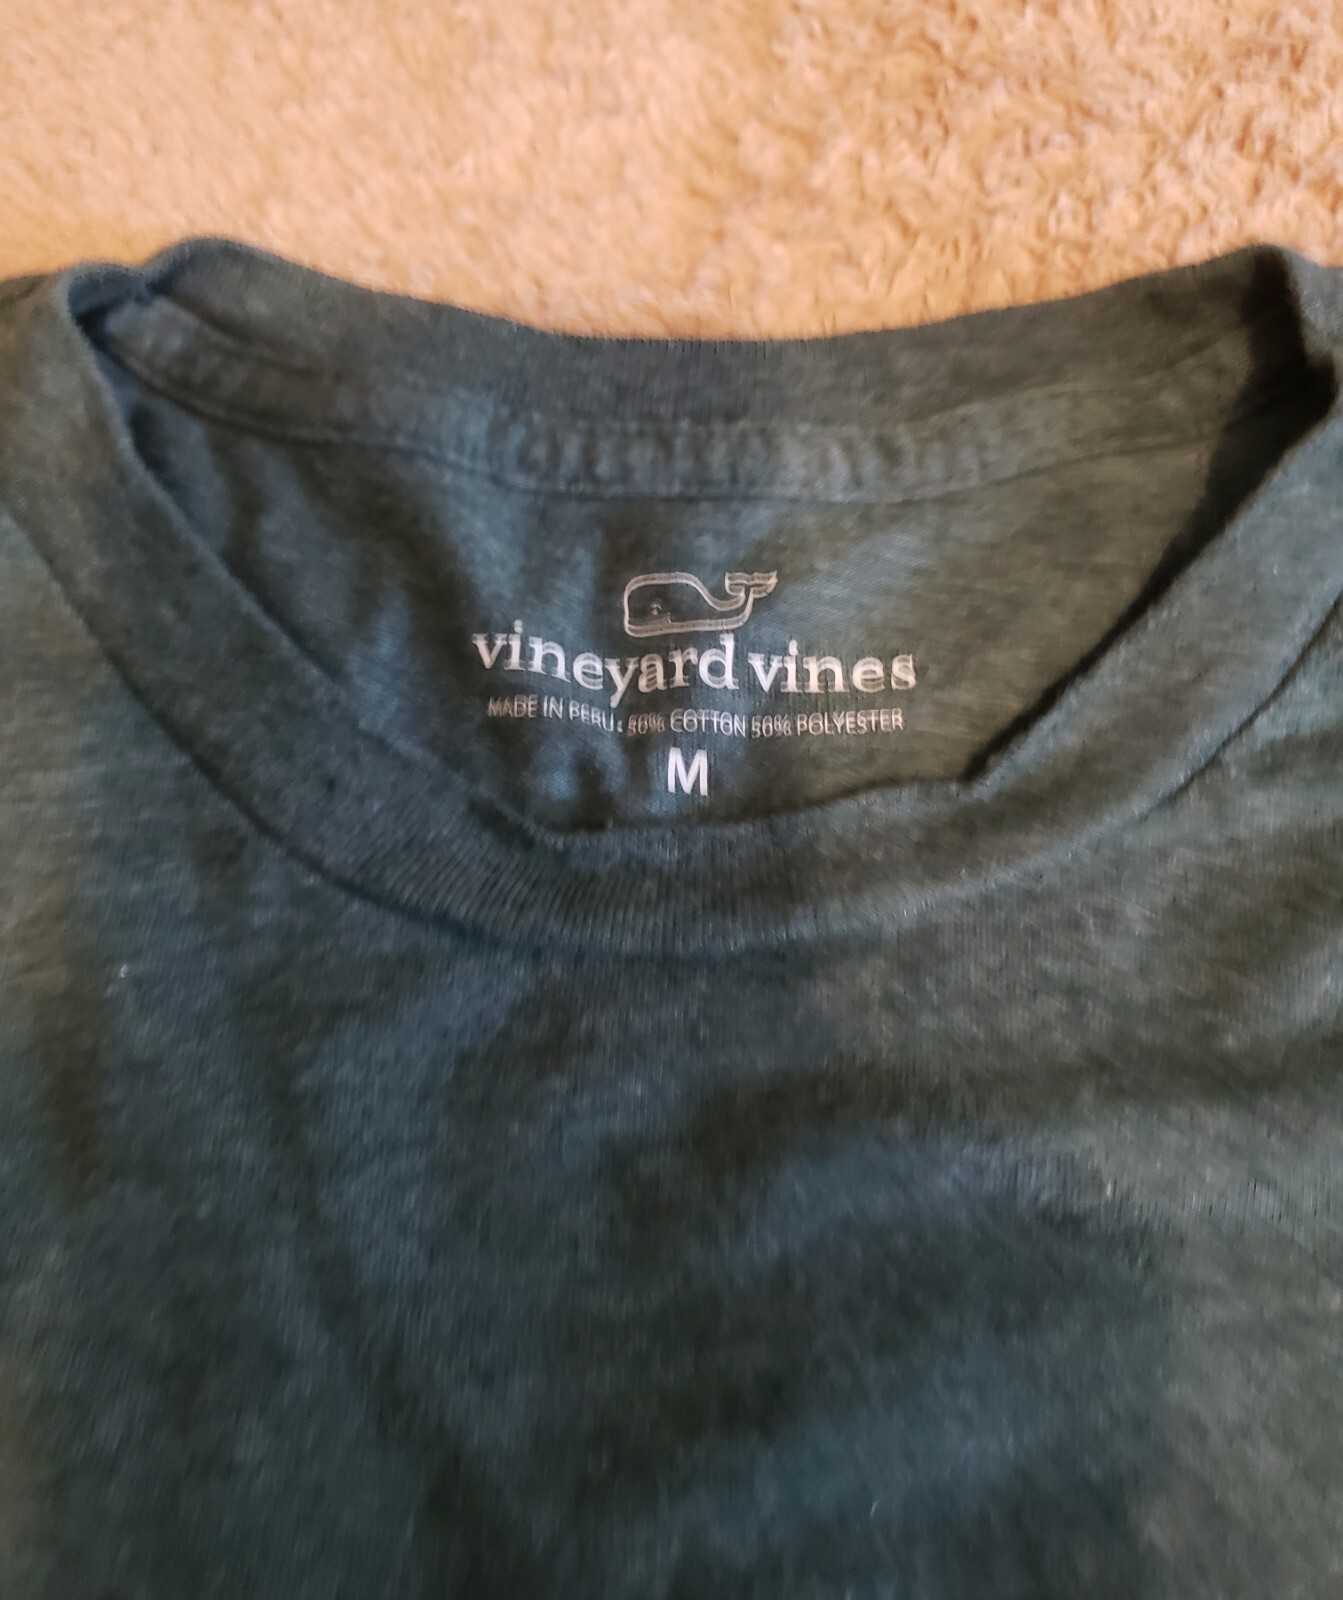 vineyard vines
MADE IN PERU: 50% COTTON 50% POLYESTER
M